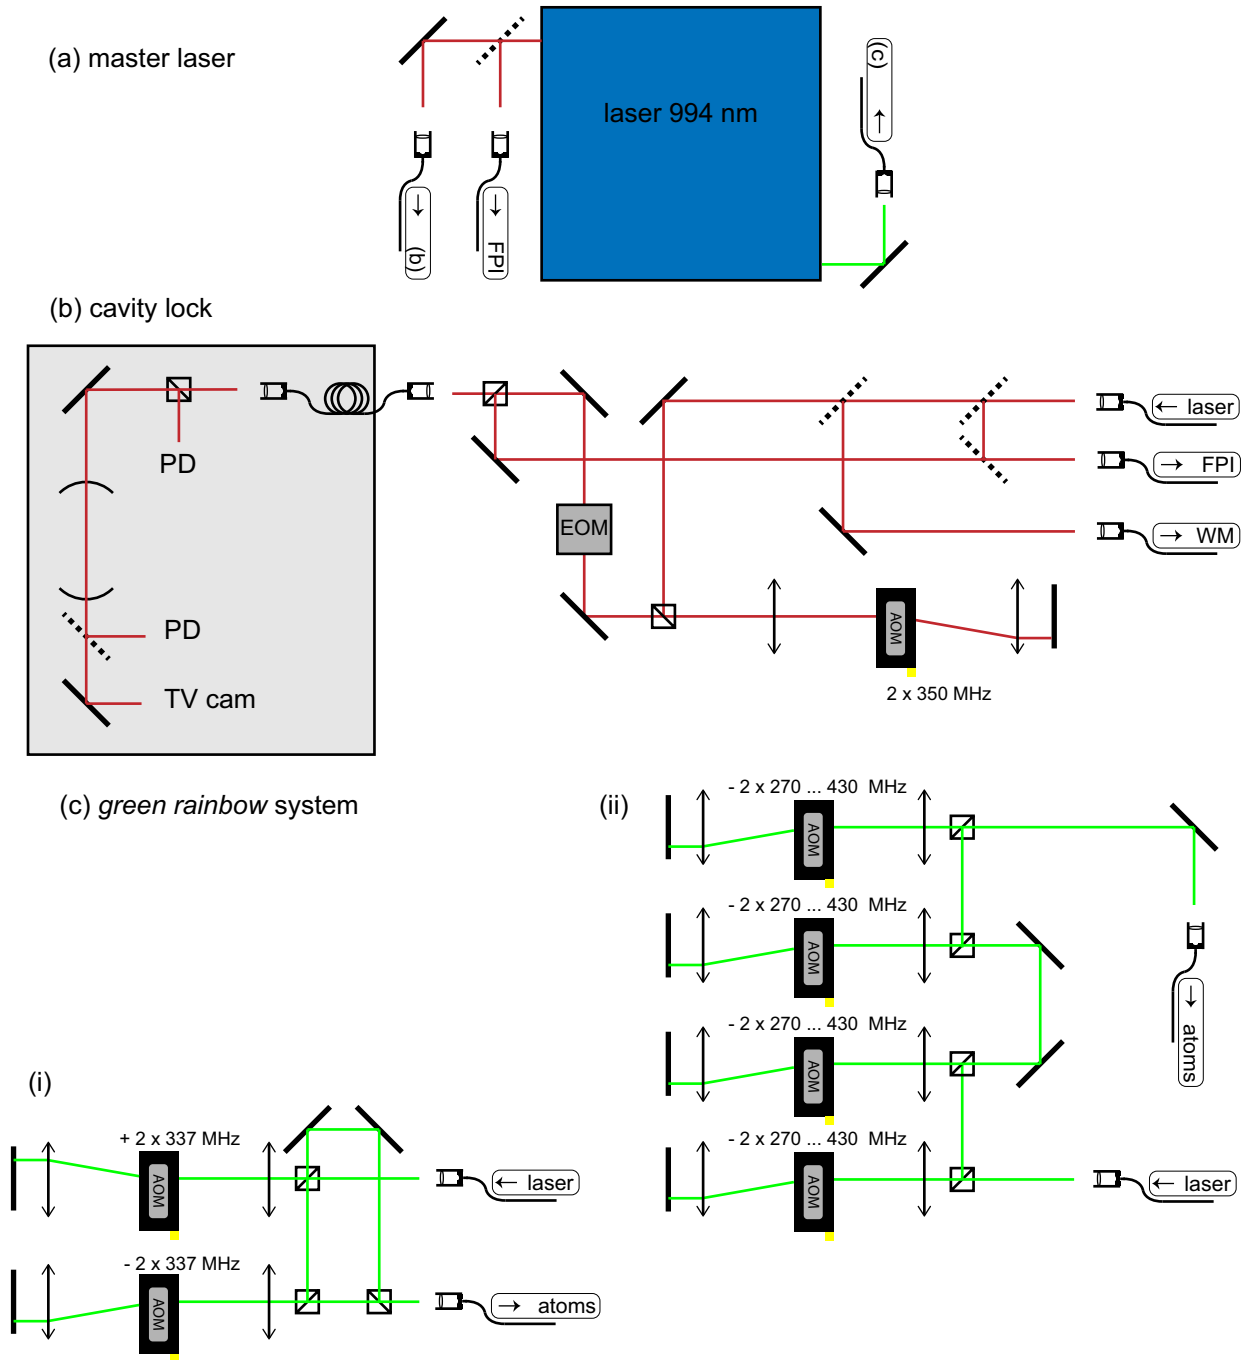 (a) master laser
laser 994 nm
(c) ←
→ (b)
→ FPI
(b) cavity lock
PD
← laser
→ FPI
EOM
→ WM
AOM
PD
TV cam
2 x 350 MHz
(c) green rainbow system
(ii)
- 2 x 270 ... 430 MHz
AOM
- 2 x 270 ... 430 MHz
AOM
→ atoms
- 2 x 270 ... 430 MHz
AOM
- 2 x 270 ... 430 MHz
AOM
← laser
(i)
+ 2 x 337 MHz
AOM
← laser
- 2 x 337 MHz
AOM
→ atoms